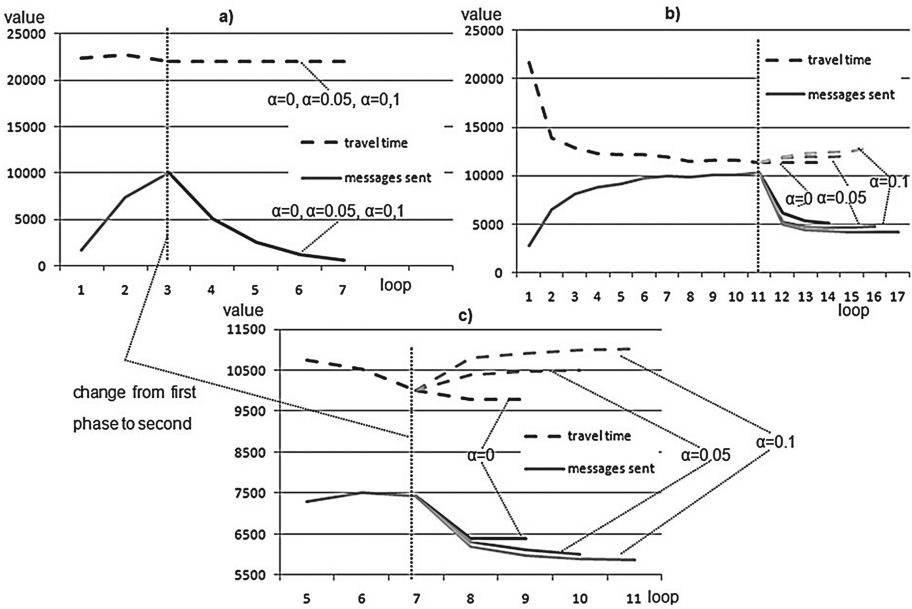 a)
value
25000
20000
15000
10000
5000
0
α=0, α=0.05, α=0,1
travel time
messages sent
α=0, α=0.05, α=0,1
1 2 3 4 5 6 7 loop
b)
value
25000
20000
15000
10000
5000
0
travel time
messages sent
α=0 α=0.05 α=0.1
1 2 3 4 5 6 7 8 9 10 11 12 13 14 15 16 17
loop
c)
value
11500
10500
9500
8500
7500
6500
5500
travel time
messages sent
α=0
α=0.05
α=0.1
5 6 7 8 9 10 11 loop
change from first
phase to second